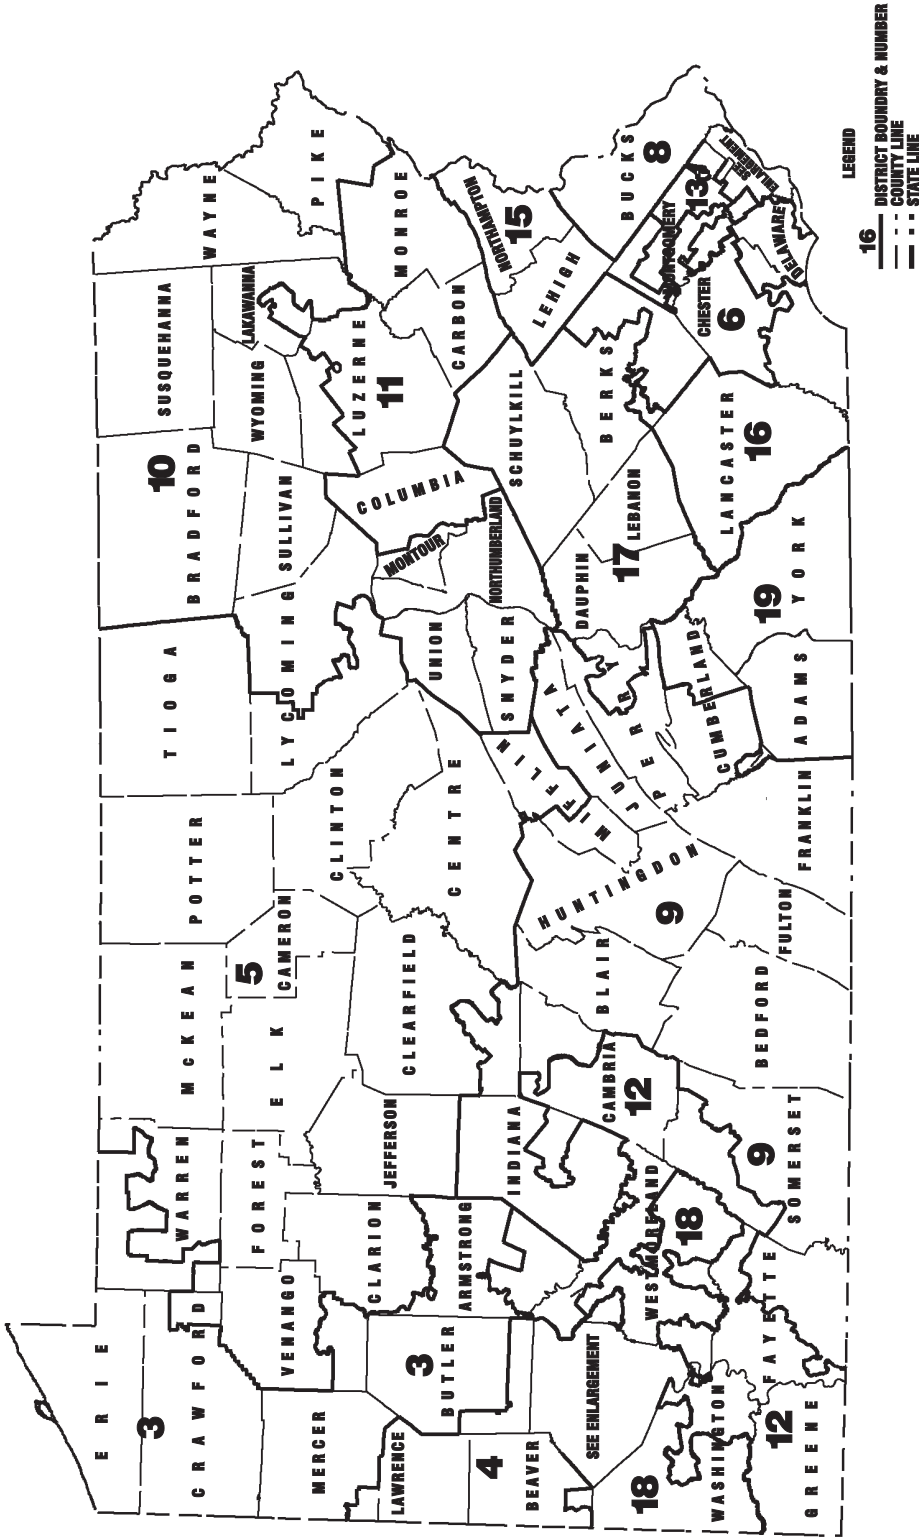 ERIE
3
CRAWFORD
MERCER
LAWRENCE
4
BEAVER
SEE ENLARGEMENT
18
WASHINGTON
12
GREENE
WARREN
FOREST
VENANGO
CLARION
ARMSTRONG
3
BUTLER
WESTMORELAND
18
FAYETTE
MCKEAN
ELK
JEFFERSON
INDIANA
CAMBRIA
12
9
SOMERSET
POTTER
5
CAMERON
CLEARFIELD
BLAIR
BEDFORD
CLINTON
CENTRE
HUNTINGDON
9
FULTON
FRANKLIN
TIOGA
LYCOMING
UNION
SNYDER
MIFFLIN
JUNIATA
PERRY
CUMBERLAND
ADAMS
10
BRADFORD
SULLIVAN
COLUMBIA
MONTOUR
NORTHUMBERLAND
DAUPHIN
17
LEBANON
19
YORK
SUSQUEHANNA
WYOMING
LAKAWANNA
LUZERNE
11
CARBON
SCHUYLKILL
BERKS
LANCASTER
16
WAYNE
PIKE
MONROE
NORTHAMPTON
15
LEHIGH
BUCKS
8
MONTGOMERY
13
SEE
ENLARGEMENT
CHESTER
6
DELAWARE
LEGEND
16 DISTRICT BOUNDRY & NUMBER
COUNTY LINE
STATE LINE